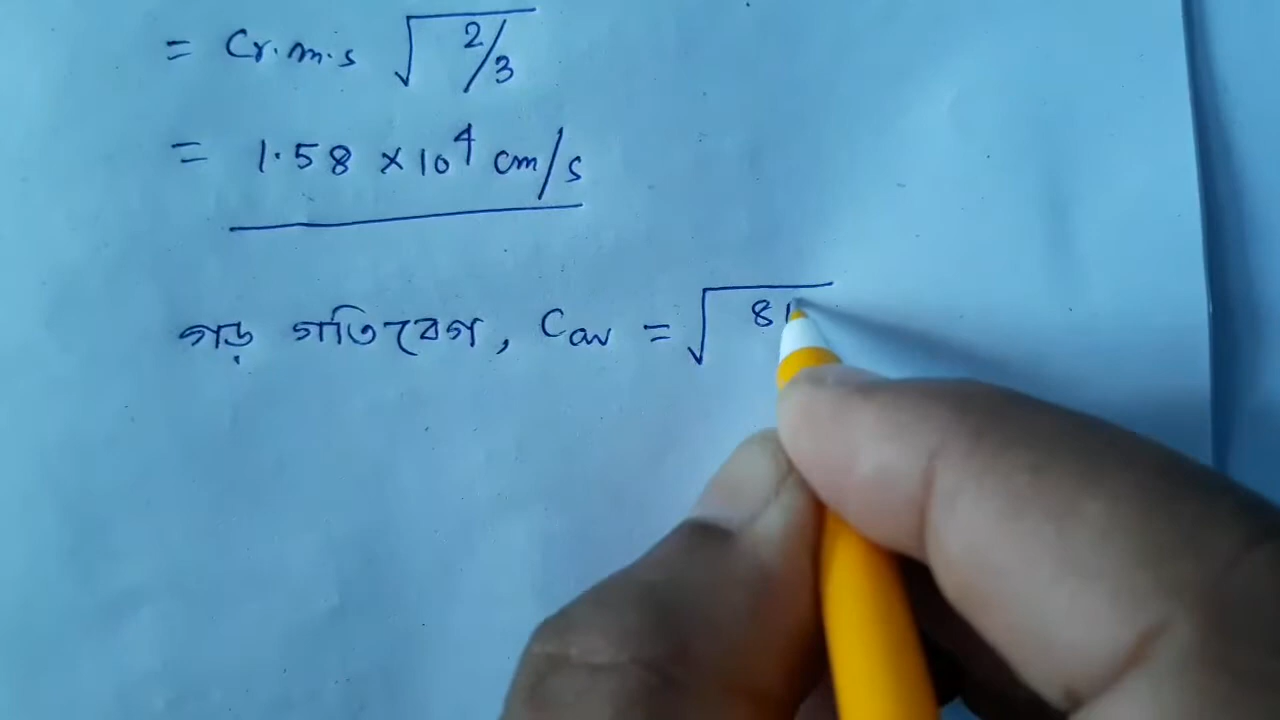 = Cr.m.s √2/3
= 1.58 × 10⁴ cm/s
গড় গতিবেগ, Cav = √8